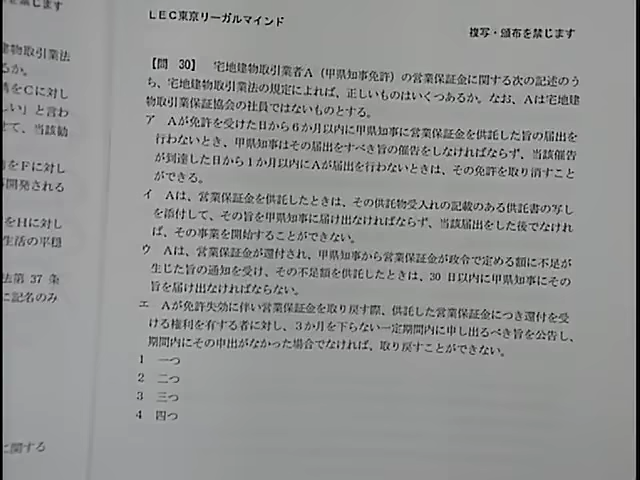 を禁じます
LEC東京リーガルマインド
複写・頒布を禁じます
建物取引業法
るか。
請をCに対し
しい」と言わ
せて、当該勧
をFに対し
開発される
をHに対し
生活の平穏
法第 37 条
に記名のみ
に関する
【問 30】 宅地建物取引業者A（甲県知事免許）の営業保証金に関する次の記述のう
ち、宅地建物取引業法の規定によれば、正しいものはいくつあるか。なお、Aは宅地建
物取引業保証協会の社員ではないものとする。
ア Aが免許を受けた日から6か月以内に甲県知事に営業保証金を供託した旨の届出を
行わないとき、甲県知事はその届出をすべき旨の催告をしなければならず、当該催告
が到達した日から1か月以内にAが届出を行わないときは、その免許を取り消すこと
ができる。
イ Aは、営業保証金を供託したときは、その供託物受入れの記載のある供託書の写し
を添付して、その旨を甲県知事に届け出なければならず、当該届出をした後でなけれ
ば、その事業を開始することができない。
ウ Aは、営業保証金が還付され、甲県知事から営業保証金が政令で定める額に不足が
生じた旨の通知を受け、その不足額を供託したときは、30 日以内に甲県知事にその
旨を届け出なければならない。
エ Aが免許失効に伴い営業保証金を取り戻す際、供託した営業保証金につき還付を受
ける権利を有する者に対し、3か月を下らない一定期間内に申し出るべき旨を公告し、
期間内にその申出がなかった場合でなければ、取り戻すことができない。
1 一つ
2 二つ
3 三つ
4 四つ